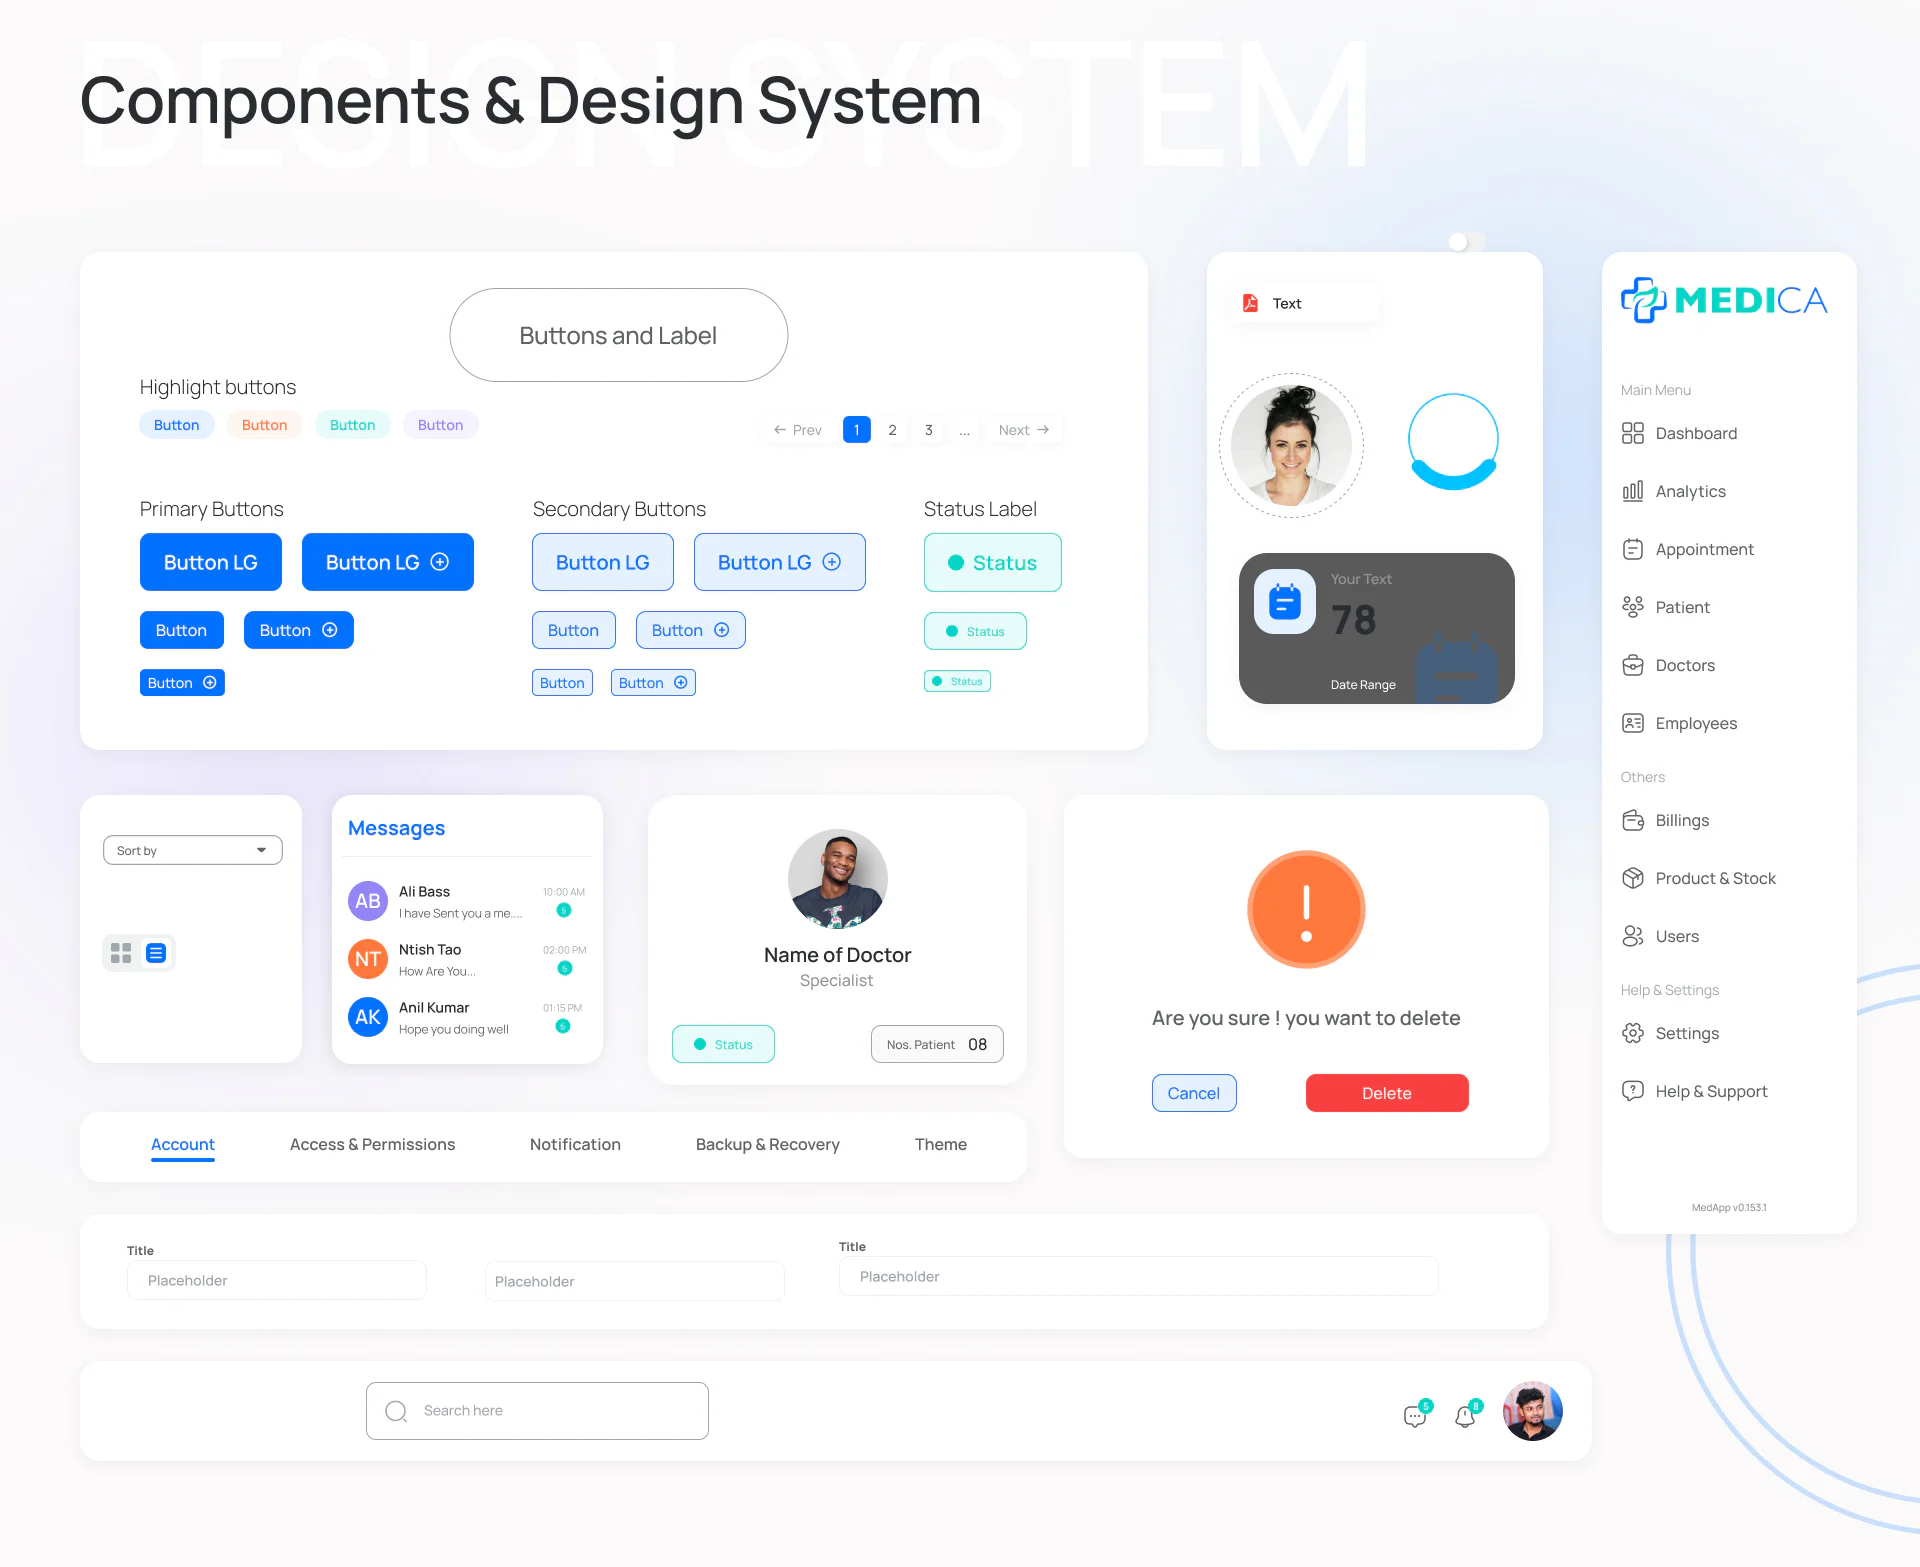 DESIGN SYSTEM
Components & Design System
Buttons and Label
Highlight buttons
Button Button Button Button
Prev 1 2 3 ... Next
Primary Buttons
Button LG Button LG
Button Button
Button
Secondary Buttons
Button LG Button LG
Button Button
Button Button
Status Label
Status
Status
Status
Text
Your Text
78
Date Range
MEDICA
Main Menu
Dashboard
Analytics
Appointment
Patient
Doctors
Employees
Others
Billings
Product & Stock
Users
Help & Settings
Settings
Help & Support
MedApp v0.153.1
Sort by
Messages
AB Ali Bass 10:00 AM
I have Sent you a me.... 5
NT Ntish Tao 02:00 PM
How Are You... 5
AK Anil Kumar 01:15 PM
Hope you doing well 5
Name of Doctor
Specialist
Status Nos. Patient 08
!
Are you sure ! you want to delete
Cancel Delete
Account Access & Permissions Notification Backup & Recovery Theme
Title
Placeholder
Placeholder
Title
Placeholder
Search here
5 8